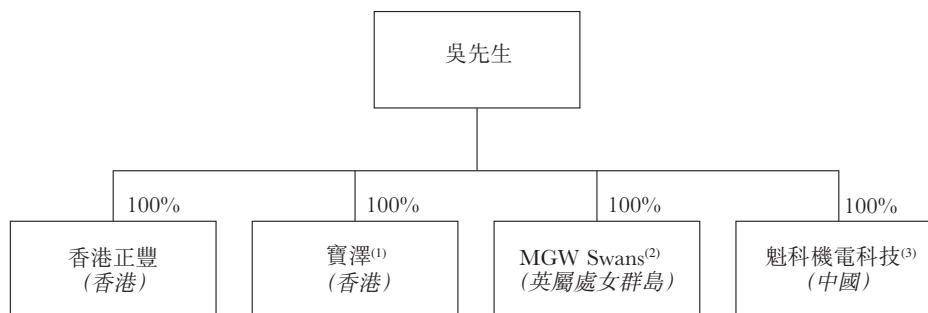 吳先生
100%
100%
100%
100%
香港正豐
(香港)
寶澤(1)
(香港)
MGW Swans(2)
(英屬處女群島)
魁科機電科技(3)
(中國)